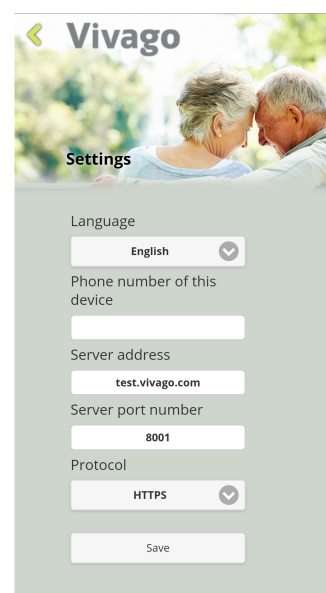 Vivago
Settings
Language
English
Phone number of this
device
Server address
test.vivago.com
Server port number
8001
Protocol
HTTPS
Save